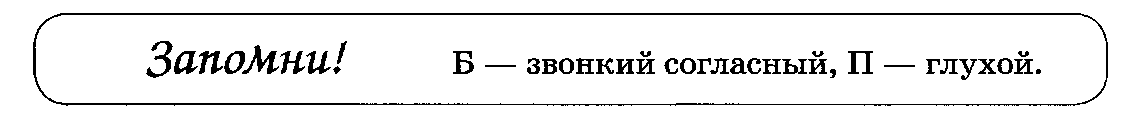 Запомни! Б — звонкий согласный, П — глухой.